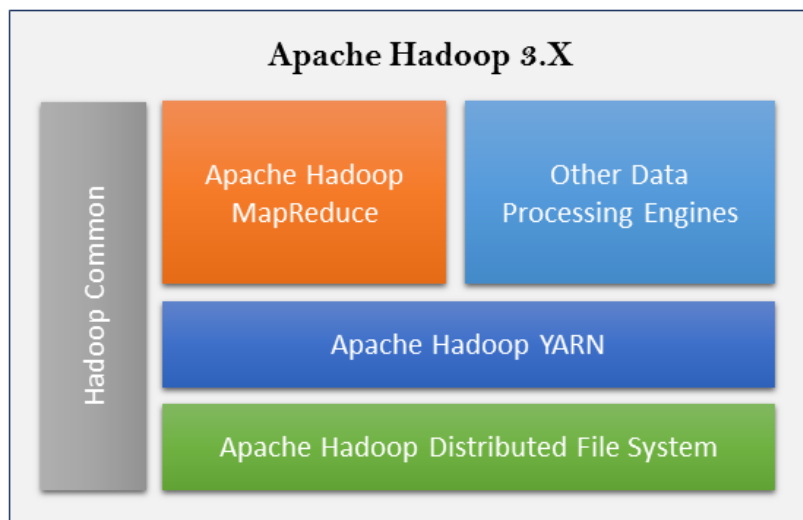 Apache Hadoop 3.X
Hadoop Common
Apache Hadoop
MapReduce
Other Data
Processing Engines
Apache Hadoop YARN
Apache Hadoop Distributed File System